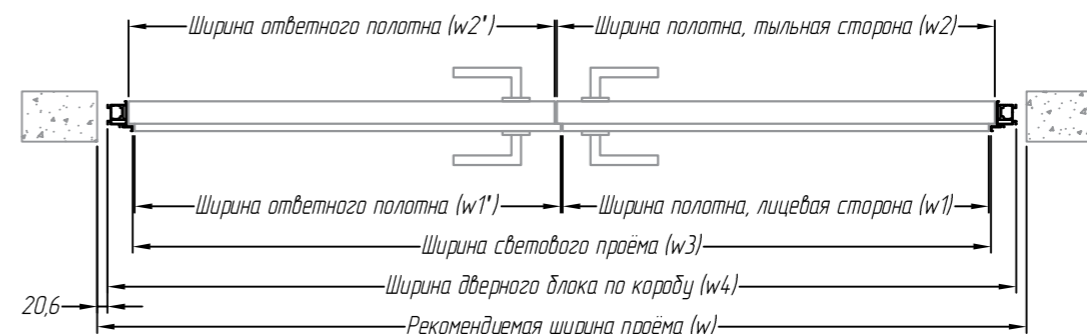 Ширина ответного полотна (w2')
Ширина полотна, тыльная сторона (w2)
Ширина ответного полотна (w1')
Ширина полотна, лицевая сторона (w1)
Ширина светового проёма (w3)
Ширина дверного блока по коробу (w4)
20,6
Рекомендуемая ширина проёма (w)